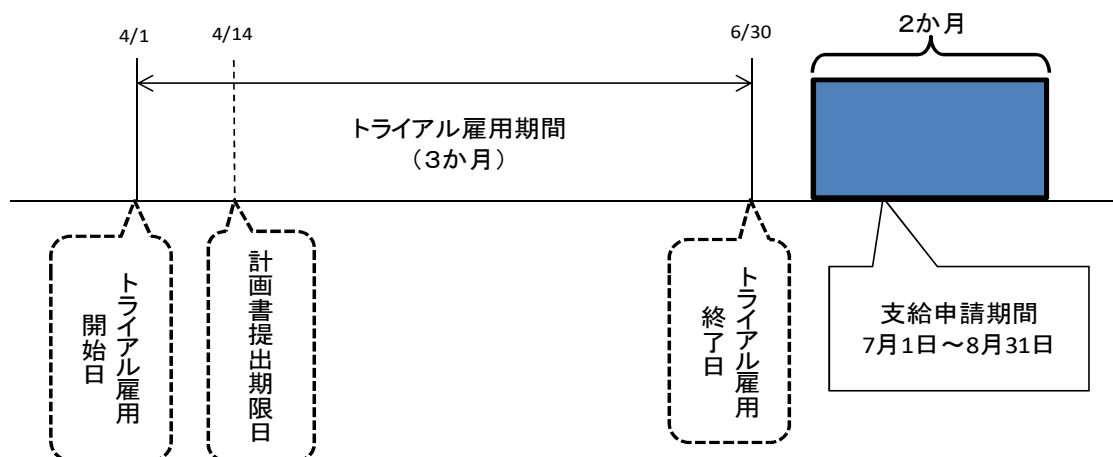 4/1
4/14
6/30
２か月
トライアル雇用期間
（３か月）
トライアル雇用
開始日
計画書提出期限日
トライアル雇用
終了日
支給申請期間
7月1日～8月31日